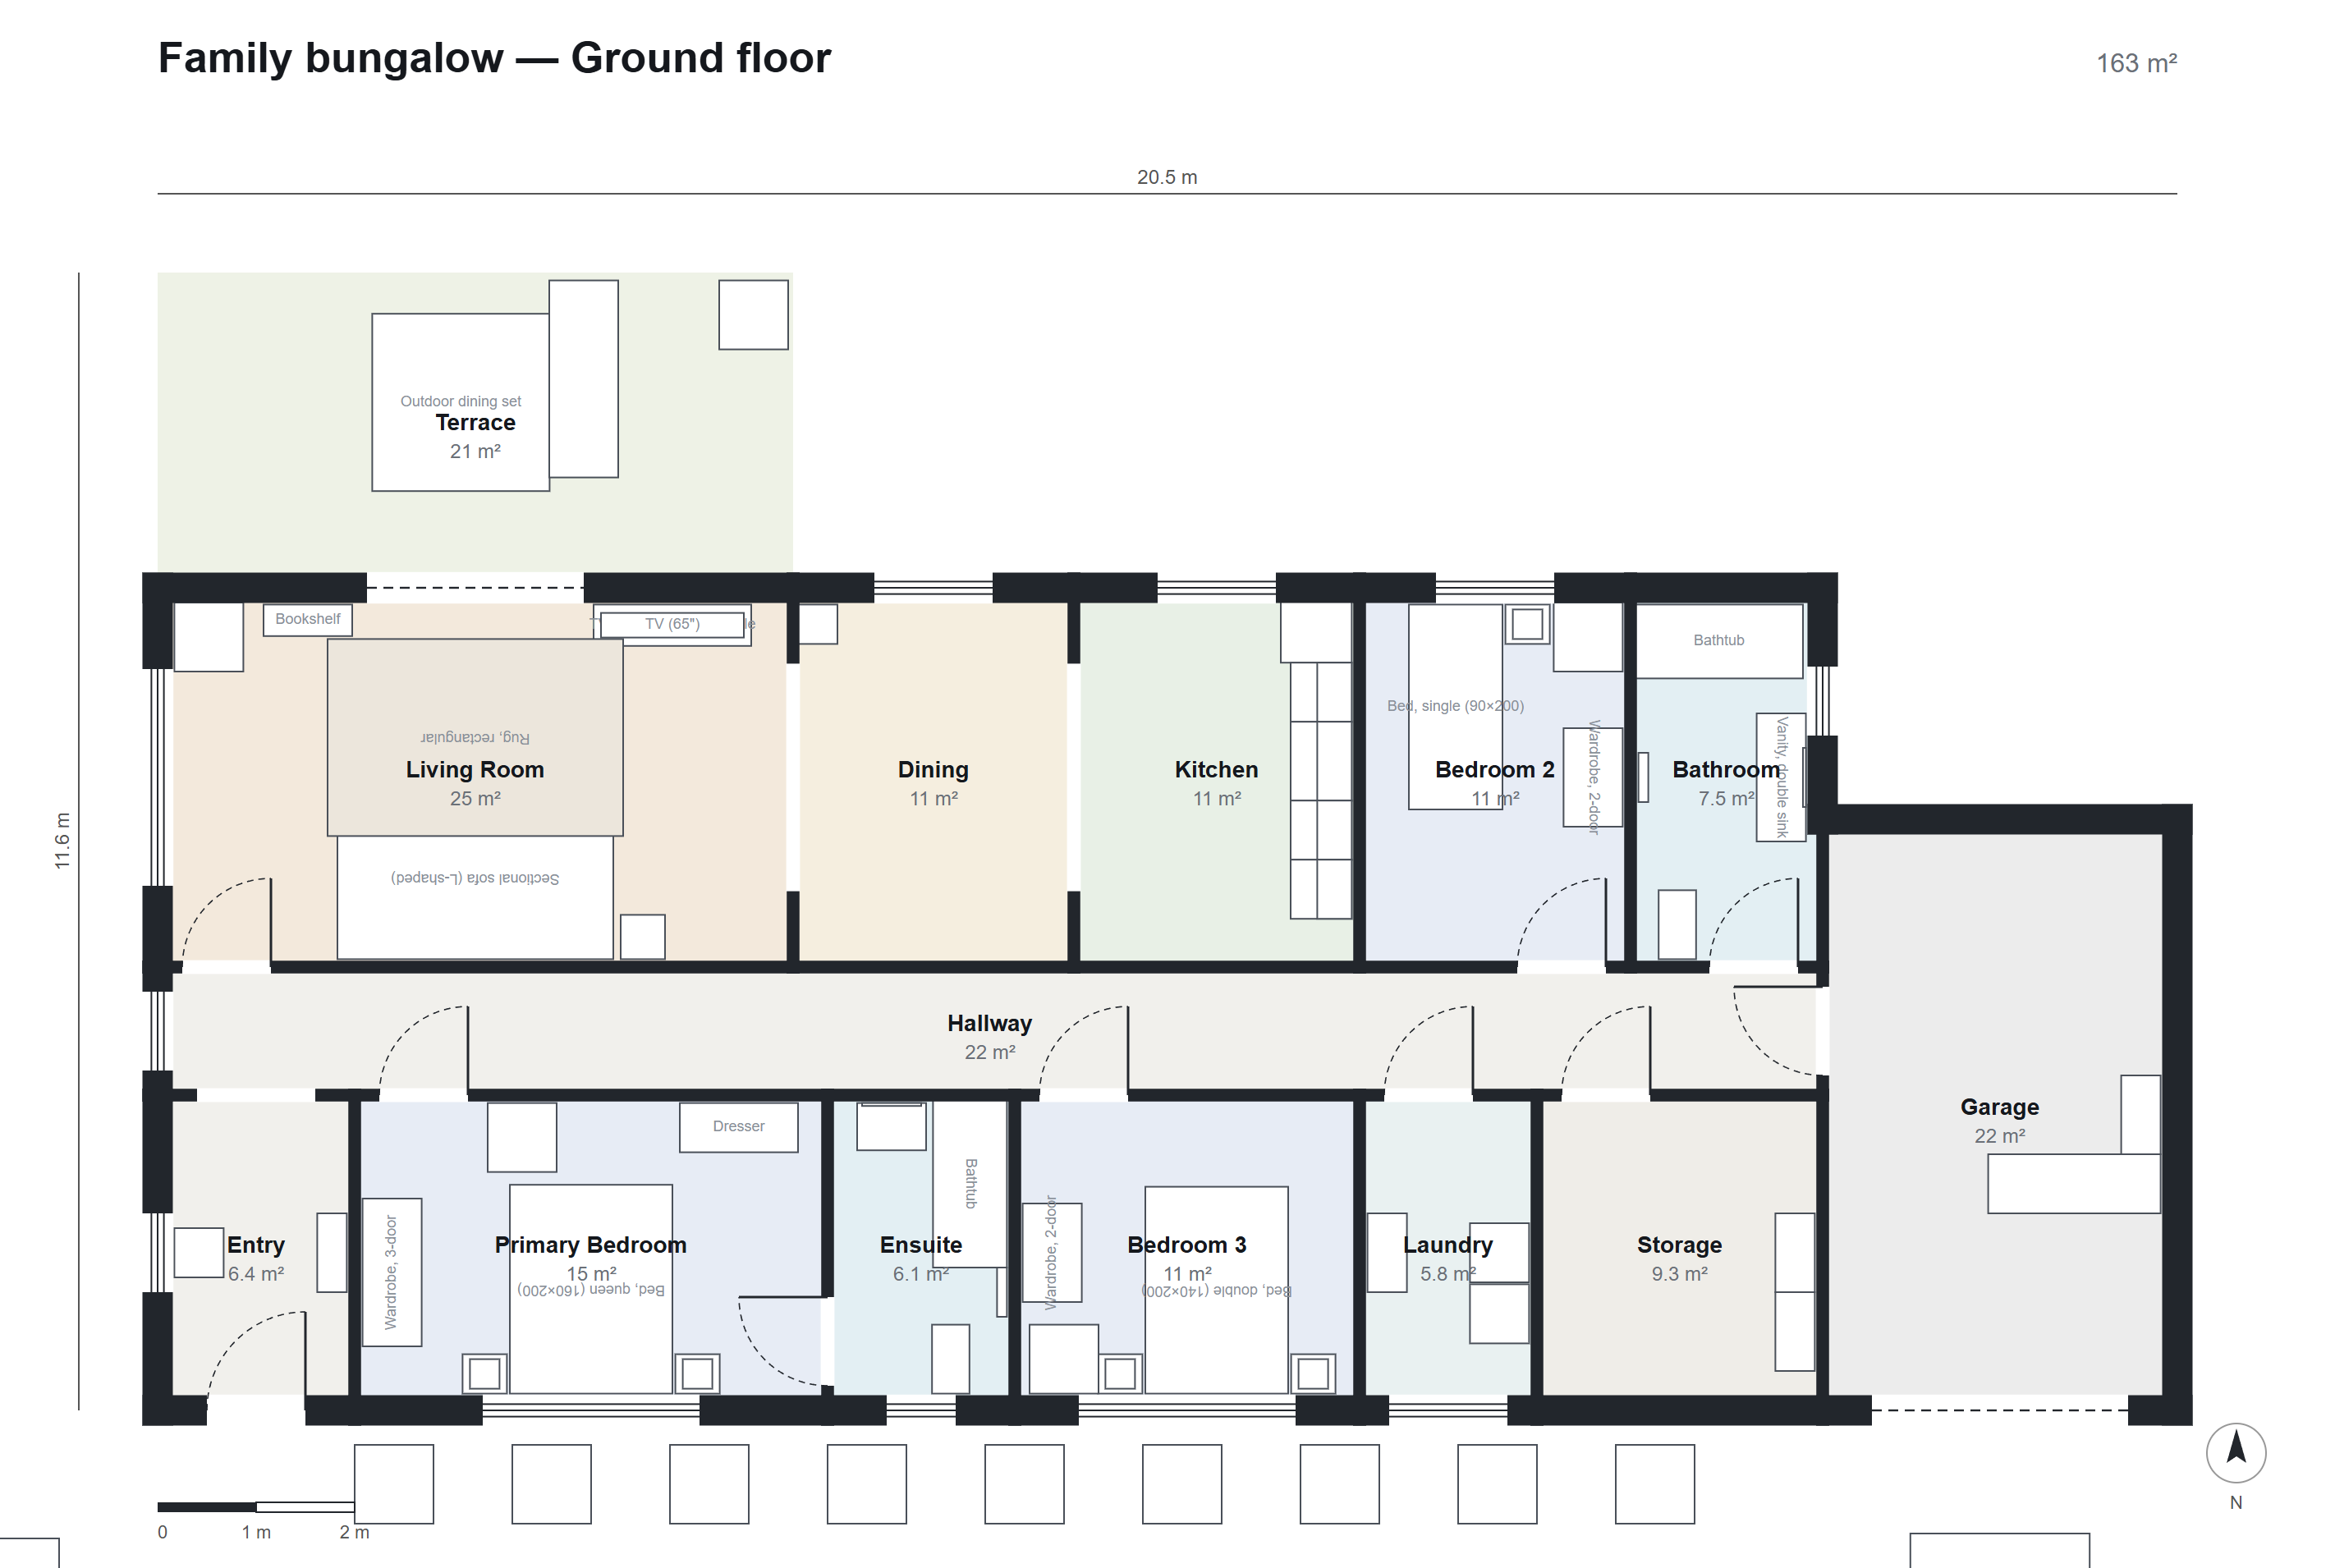 Family bungalow — Ground floor
163 m²
20.5 m
11.6 m
Outdoor dining set
Terrace
21 m²
Bookshelf
TV (65")
Rug, rectangular
Living Room
25 m²
Sectional sofa (L-shaped)
Dining
11 m²
Kitchen
11 m²
Bed, single (90×200)
Bedroom 2
11 m²
Wardrobe, 2-door
Bathtub
Bathroom
7.5 m²
Vanity, double sink
Hallway
22 m²
Garage
22 m²
Entry
6.4 m²
Wardrobe, 3-door
Dresser
Primary Bedroom
15 m²
Bed, queen (160×200)
Bathtub
Ensuite
6.1 m²
Wardrobe, 2-door
Bedroom 3
11 m²
Bed, double (140×200)
Laundry
5.8 m²
Storage
9.3 m²
0 1 m 2 m
N